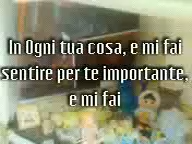 In Ogni tua cosa, e mi fai
sentire per te importante,
e mi fai